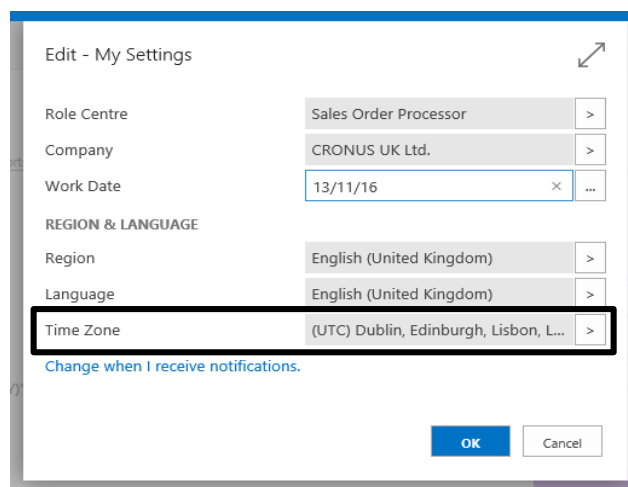 Edit - My Settings
Role Centre Sales Order Processor >
Company CRONUS UK Ltd. >
Work Date 13/11/16 × ...
REGION & LANGUAGE
Region English (United Kingdom) >
Language English (United Kingdom) >
Time Zone (UTC) Dublin, Edinburgh, Lisbon, L... >
Change when I receive notifications.
OK Cancel